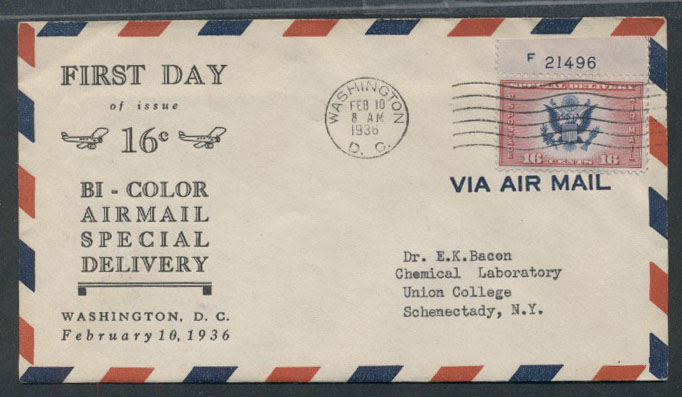 FIRST DAY
of issue
16c
BI - COLOR
AIRMAIL
SPECIAL
DELIVERY
WASHINGTON, D. C.
February 10, 1936
WASHINGTON
FEB 10
8 AM
1936
D. C.
F 21496
16 CENTS 16
VIA AIR MAIL
Dr. E.K.Bacon
Chemical Laboratory
Union College
Schenectady, N.Y.